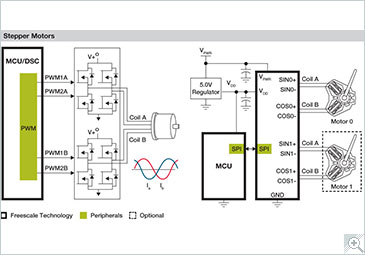 Stepper Motors
MCU/DSC
PWM
PWM1A
PWM2A
PWM1B
PWM2B
V+
V+
Coil A
Coil B
Ia
Ib
VPWR
5.0V
Regulator
VDD
VPWR
VDD
MCU
SPI
SPI
SIN0+
SIN0-
COS0+
COS0-
SIN1+
SIN1-
COS1+
COS1-
GND
Coil A
Coil B
Motor 0
Coil A
Coil B
Motor 1
Freescale Technology
Peripherals
Optional